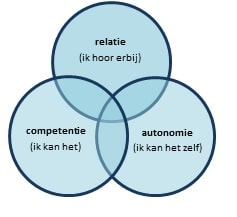 relatie
(ik hoor erbij)
competentie
(ik kan het)
autonomie
(ik kan het zelf)